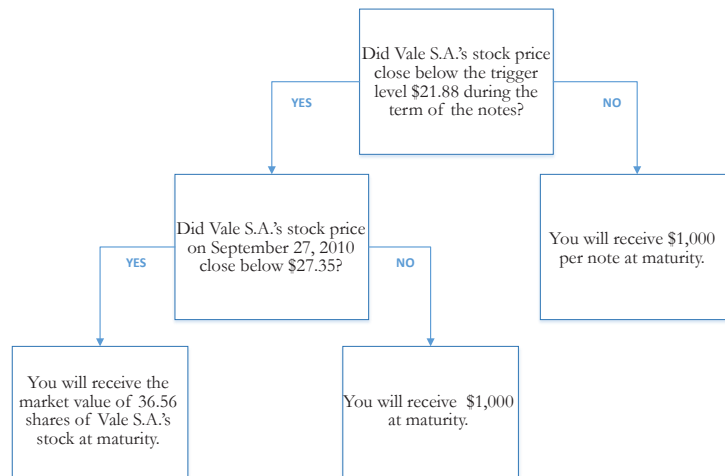 Did Vale S.A.'s stock price
close below the trigger
level $21.88 during the
term of the notes?
YES
NO
Did Vale S.A.'s stock price
on September 27, 2010
close below $27.35?
You will receive $1,000
per note at maturity.
YES
NO
You will receive the
market value of 36.56
shares of Vale S.A.'s
stock at maturity.
You will receive $1,000
at maturity.